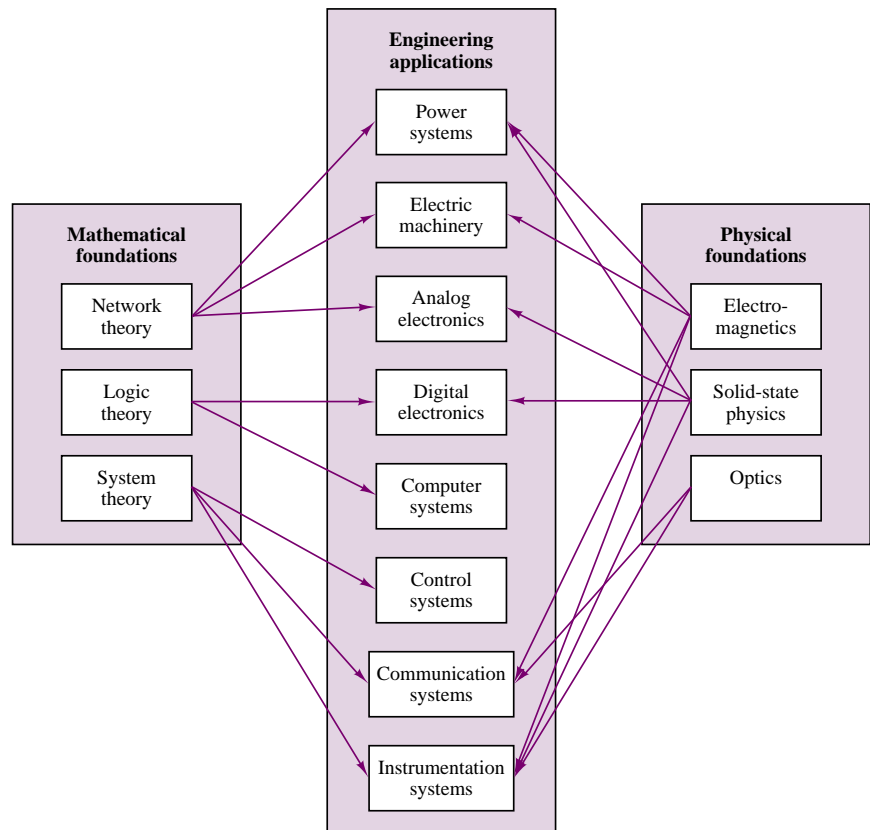 Engineering
applications
Power
systems
Electric
machinery
Analog
electronics
Digital
electronics
Computer
systems
Control
systems
Communication
systems
Instrumentation
systems
Mathematical
foundations
Network
theory
Logic
theory
System
theory
Physical
foundations
Electro-
magnetics
Solid-state
physics
Optics